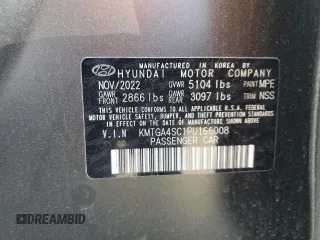 MANUFACTURED IN KOREA BY
HYUNDAI MOTOR COMPANY
NOV/2022 GVWR 5104 lbs PAINT MPE
GAWR FRONT 2866 lbs GAWR REAR 3097 lbs TRIM NSS
THIS VEHICLE CONFORMS TO ALL APPLICABLE U.S.A FEDERAL
MOTOR VEHICLE SAFETY, BUMPER, AND THEFT PREVENTION
STANDARDS IN EFFECT ON THE DATE OF MANUFACTURE SHOWN ABOVE.
V.I.N KMTGA4SC1PU156008
PASSENGER CAR
DREAMBID